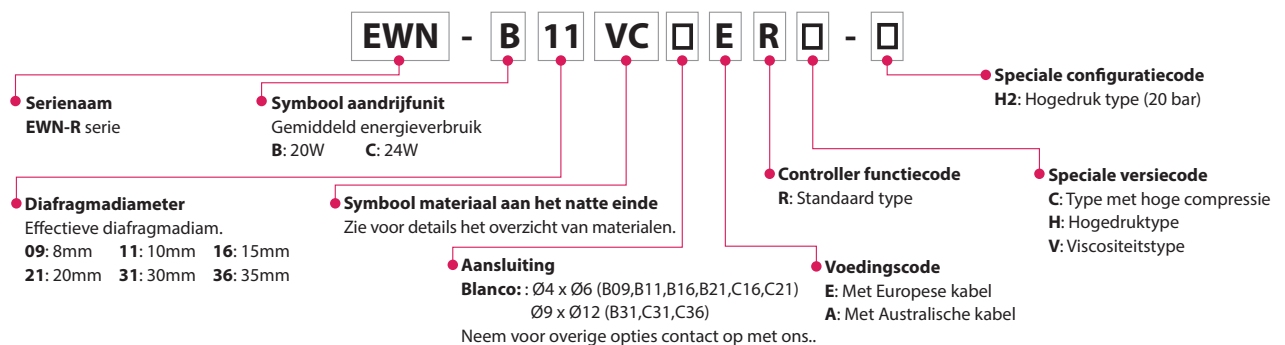 EWN - B 11 VC □ E R □ - □
Serienaam
EWN-R serie
Symbool aandrijfunit
Gemiddeld energieverbruik
B: 20W C: 24W
Speciale configuratiecode
H2: Hogedruk type (20 bar)
Diafragmadiameter
Effectieve diafragmadiam.
09: 8mm 11: 10mm 16: 15mm
21: 20mm 31: 30mm 36: 35mm
Symbool materiaal aan het natte einde
Zie voor details het overzicht van materialen.
Controller functiecode
R: Standaard type
Speciale versiecode
C: Type met hoge compressie
H: Hogedruktype
V: Viscositeitstype
Aansluiting
Blanco: : Ø4 x Ø6 (B09,B11,B16,B21,C16,C21)
Ø9 x Ø12 (B31,C31,C36)
Neem voor overige opties contact op met ons..
Voedingscode
E: Met Europese kabel
A: Met Australische kabel